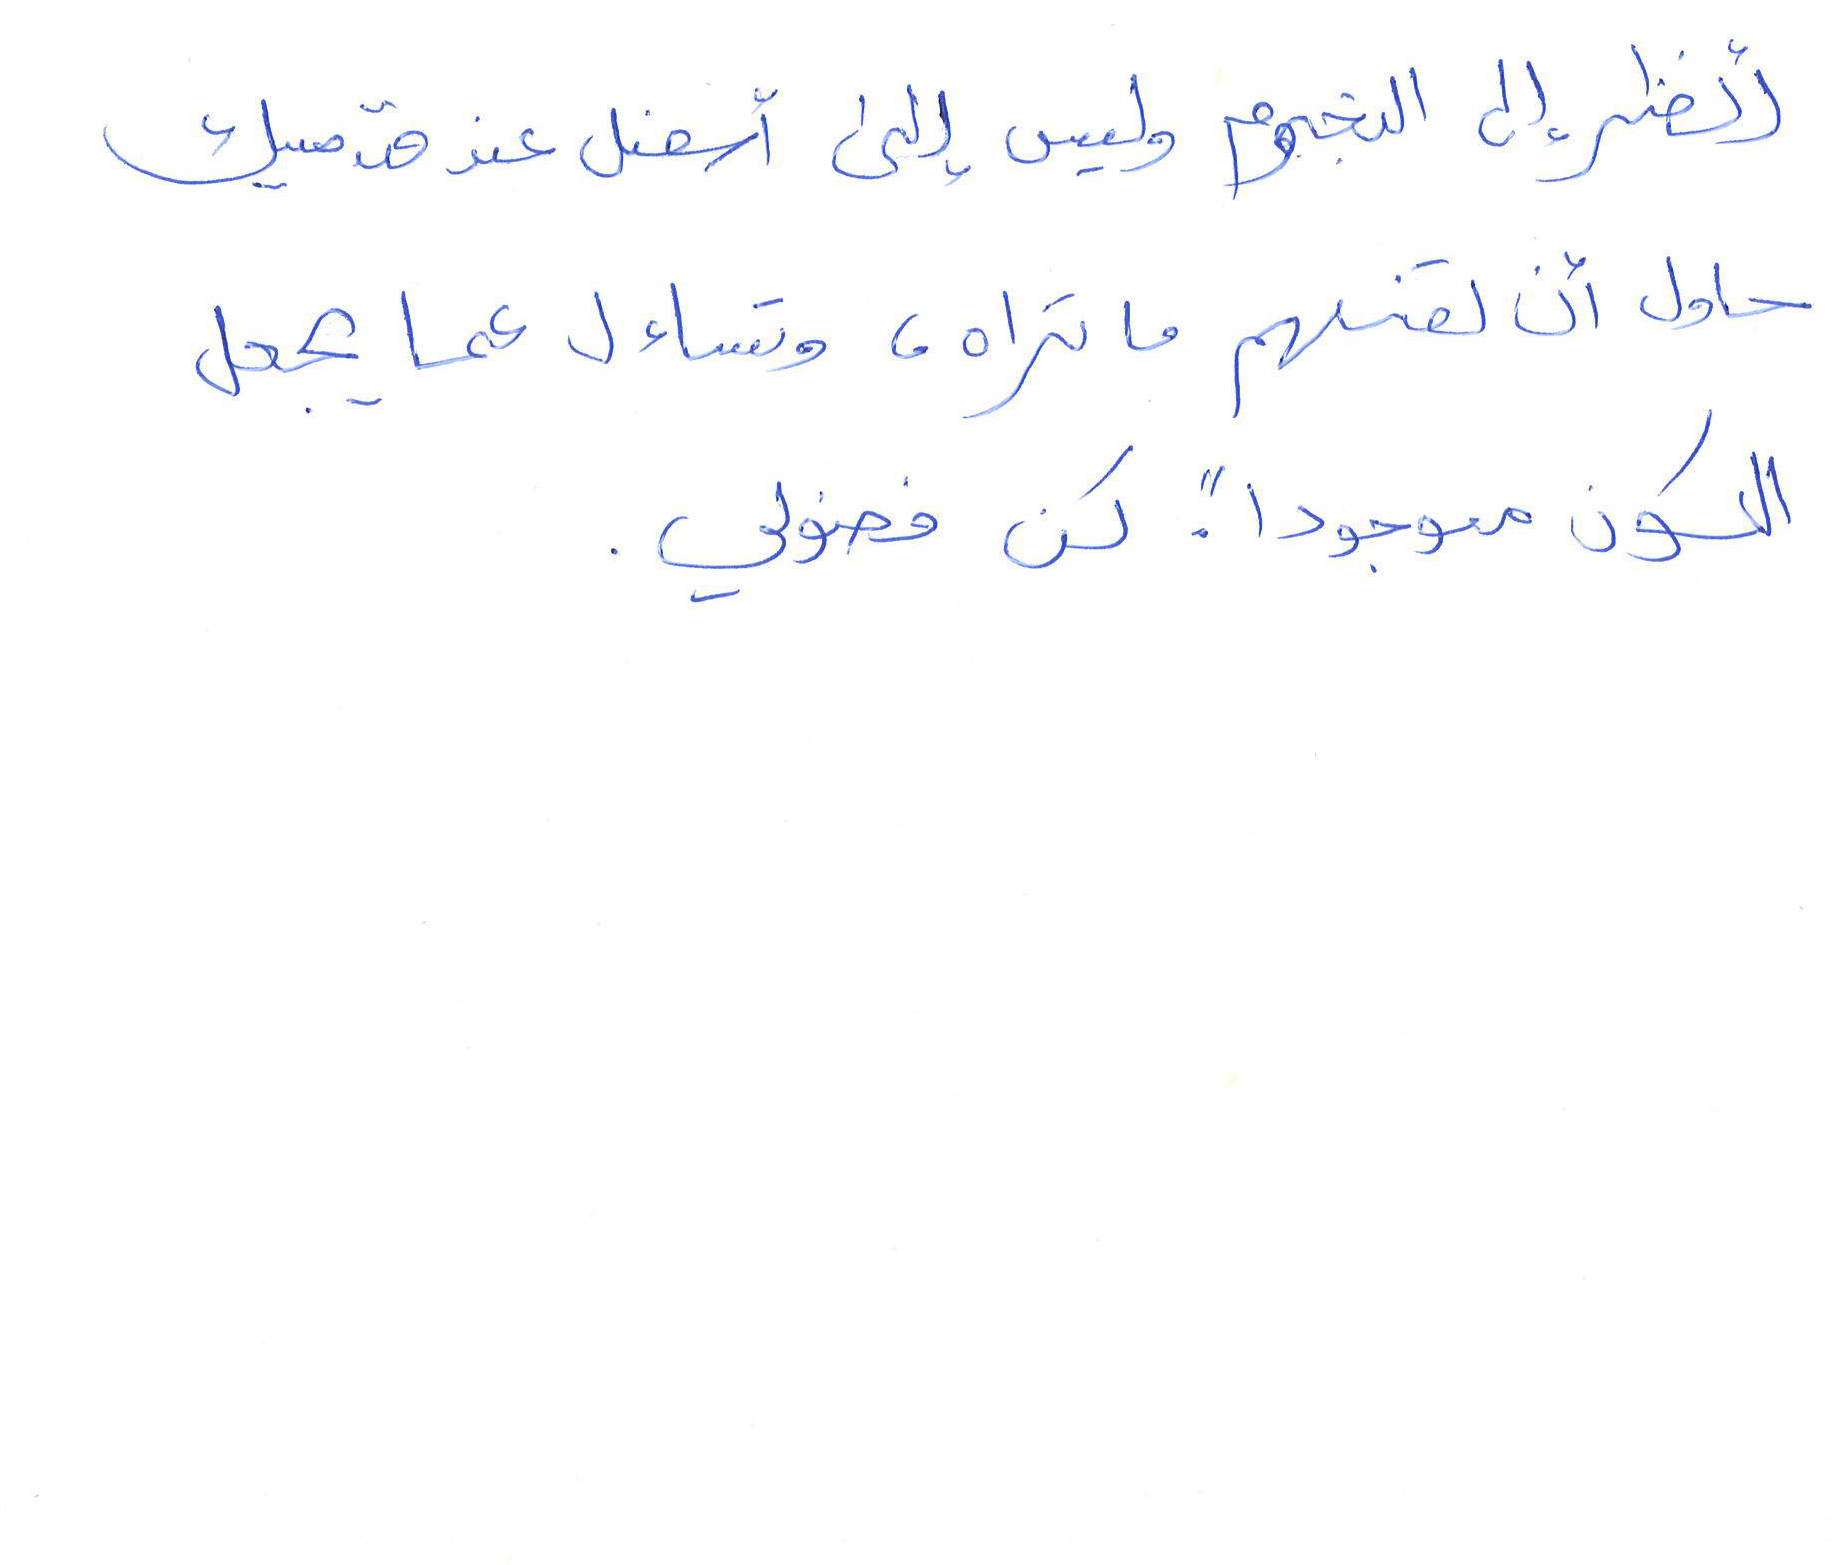 أنظر إلى النجوم وليس إلى أسفل عند قدميك
حاول أن تفهم ما تراه، وتساءل عما يجعل
الكون موجودا". كن فضولي.